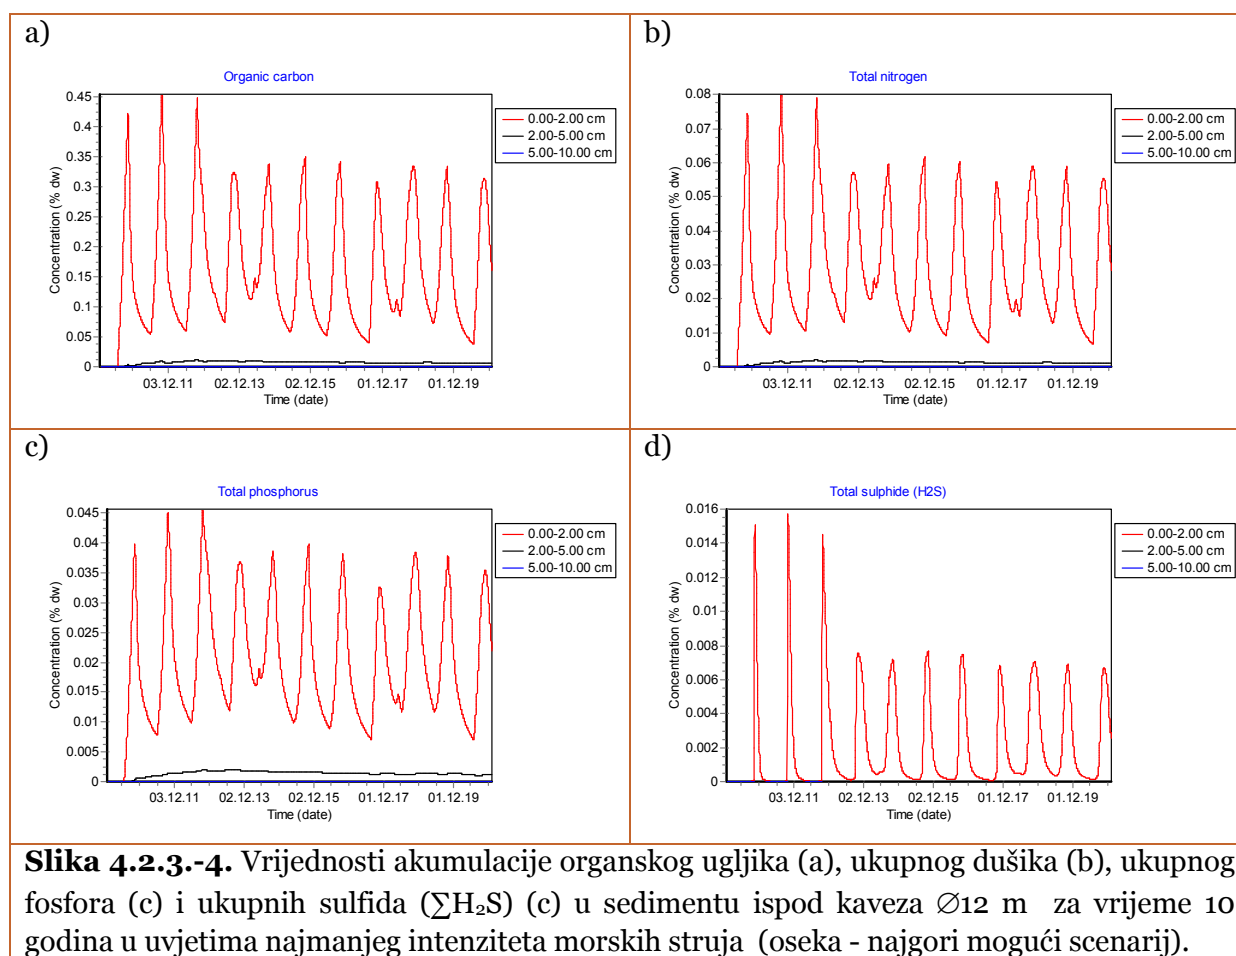 a)
Organic carbon
Concentration (% dw)
0.45
0.4
0.35
0.3
0.25
0.2
0.15
0.1
0.05
0
03.12.11 02.12.13 02.12.15 01.12.17 01.12.19
Time (date)
0.00-2.00 cm
2.00-5.00 cm
5.00-10.00 cm
b)
Total nitrogen
Concentration (% dw)
0.08
0.06
0.04
0.02
0
03.12.11 02.12.13 02.12.15 01.12.17 01.12.19
Time (date)
0.00-2.00 cm
2.00-5.00 cm
5.00-10.00 cm
c)
Total phosphorus
Concentration (% dw)
0.045
0.04
0.035
0.03
0.025
0.02
0.015
0.01
0.005
0
03.12.11 02.12.13 02.12.15 01.12.17 01.12.19
Time (date)
0.00-2.00 cm
2.00-5.00 cm
5.00-10.00 cm
d)
Total sulphide (H2S)
Concentration (% dw)
0.016
0.014
0.012
0.01
0.008
0.006
0.004
0.002
0
03.12.11 02.12.13 02.12.15 01.12.17 01.12.19
Time (date)
0.00-2.00 cm
2.00-5.00 cm
5.00-10.00 cm
Slika 4.2.3.-4. Vrijednosti akumulacije organskog ugljika (a), ukupnog dušika (b), ukupnog
fosfora (c) i ukupnih sulfida (∑H₂S) (c) u sedimentu ispod kaveza ∅12 m za vrijeme 10
godina u uvjetima najmanjeg intenziteta morskih struja (oseka - najgori mogući scenarij).